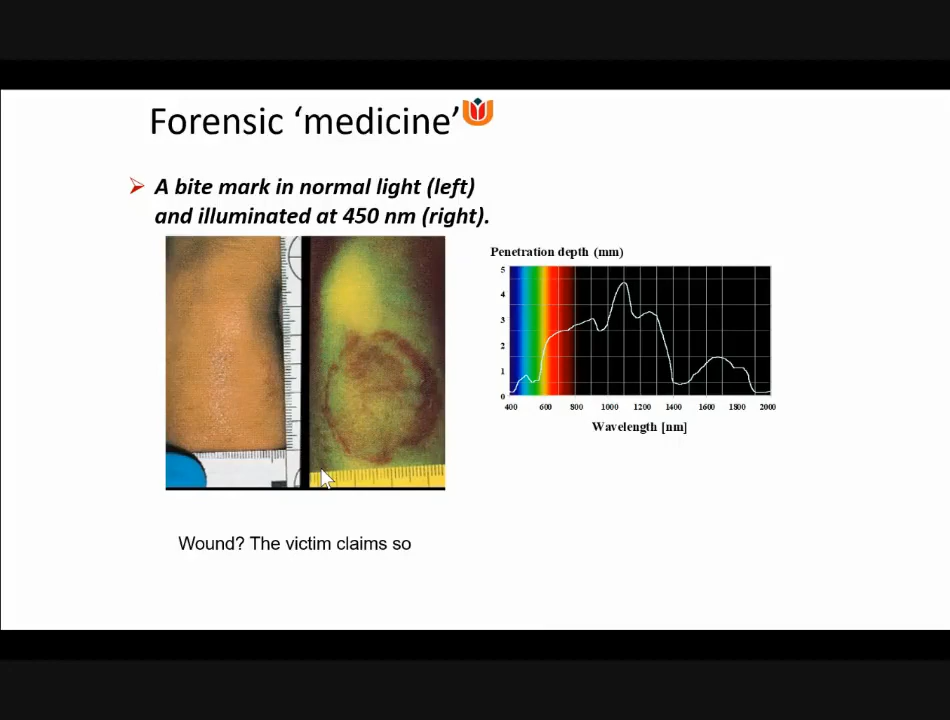 Forensic ‘medicine’
A bite mark in normal light (left)
and illuminated at 450 nm (right).
Penetration depth (mm)
5
4
3
2
1
0
400 600 800 1000 1200 1400 1600 1800 2000
Wavelength [nm]
Wound? The victim claims so